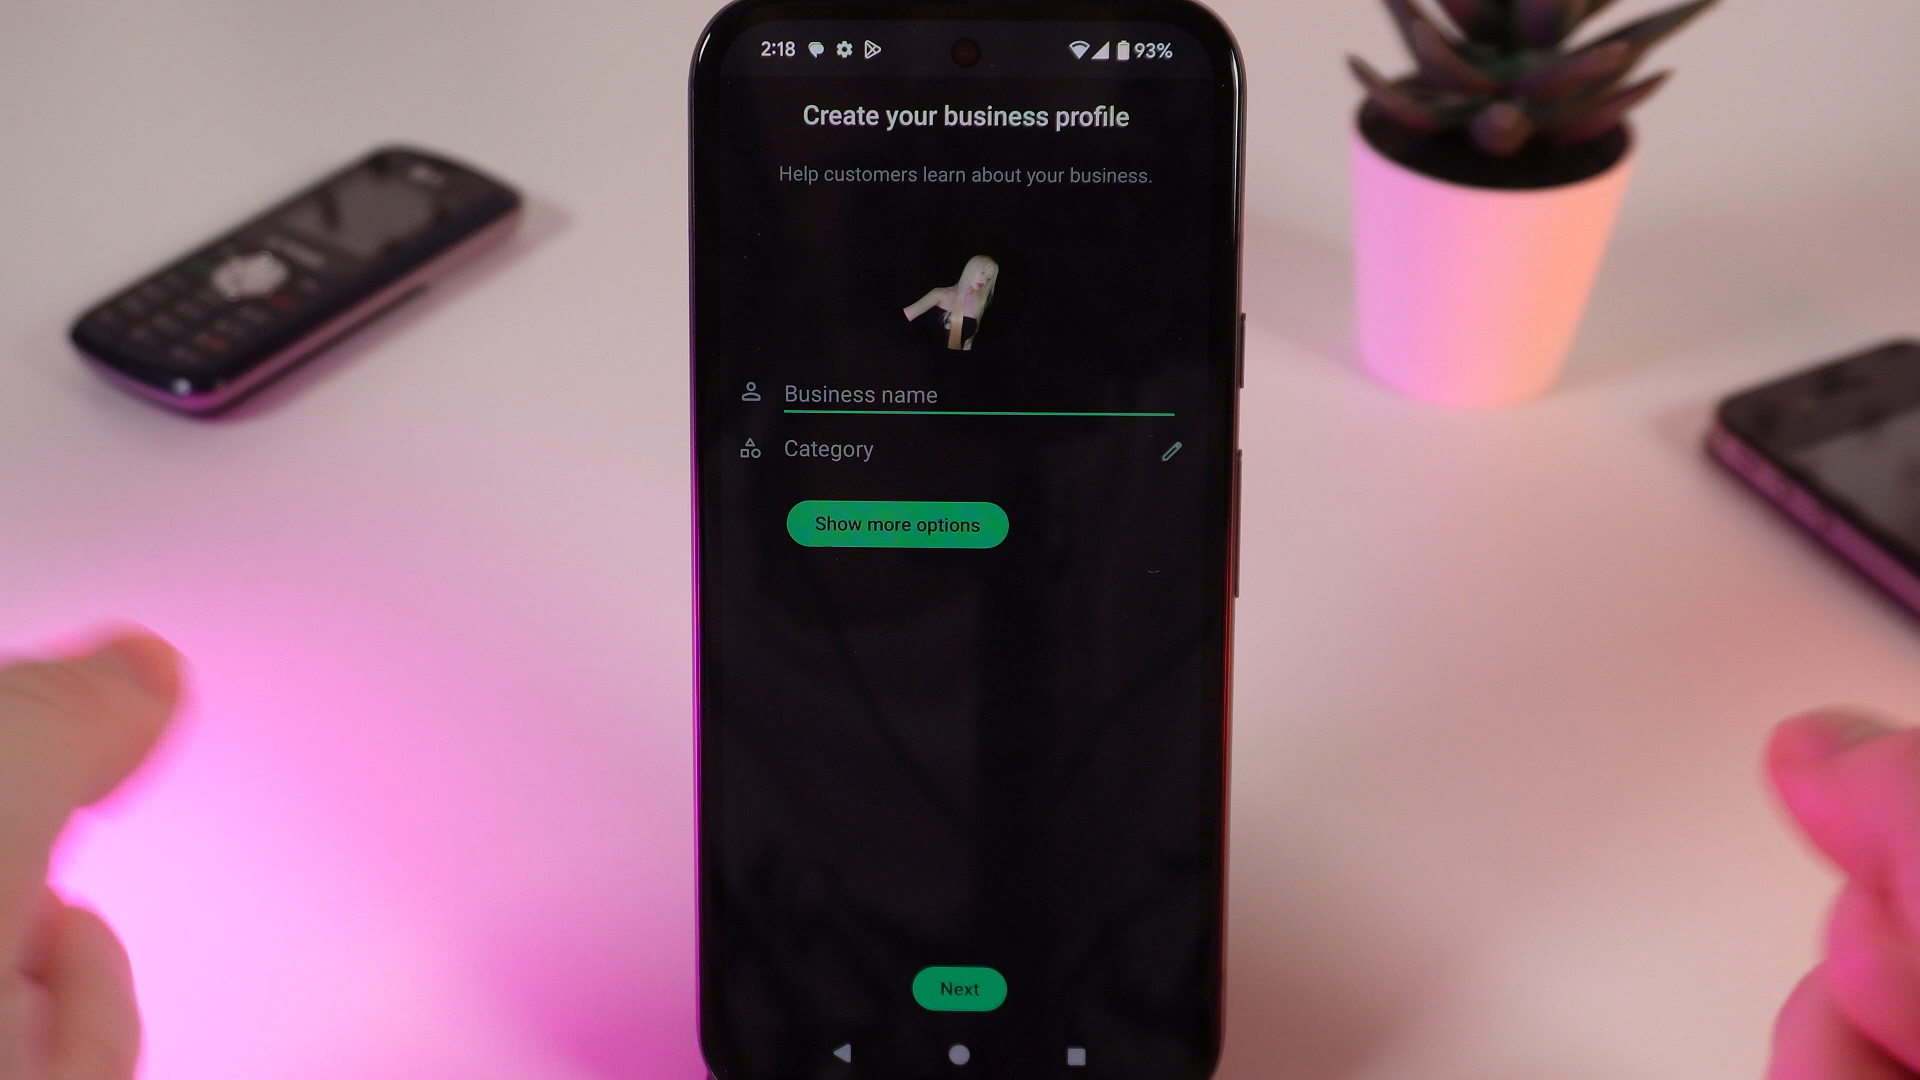 2:18 93%
Create your business profile
Help customers learn about your business.
Business name
Category
Show more options
Next